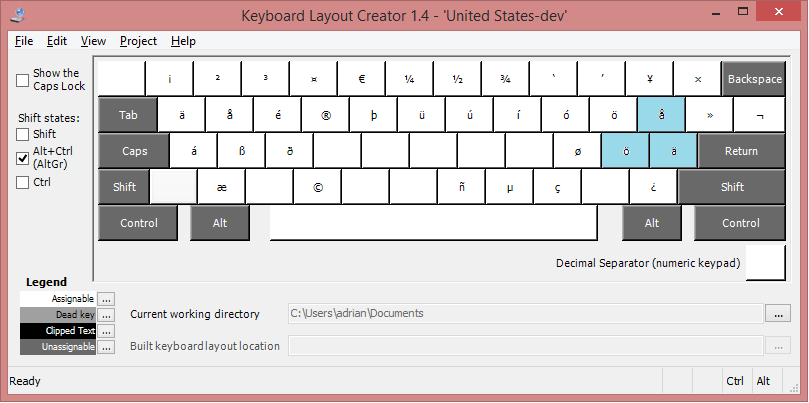 Keyboard Layout Creator 1.4 - 'United States-dev'
File Edit View Project Help
Show the
Caps Lock
Shift states:
Shift
Alt+Ctrl
(AltGr)
Ctrl
¡ ² ³ ¤ € ¼ ½ ¾ ‘ ’ ¥ × Backspace
Tab ä å é ® þ ü ú í ó ö å » ¬
Caps á ß ð ø ö ä Return
Shift æ © ñ µ ç ¿ Shift
Control Alt Alt Control
Decimal Separator (numeric keypad)
Legend
Assignable ...
Dead key ...
Clipped Text ...
Unassignable ...
Current working directory C:\Users\adrian\Documents ...
Built keyboard layout location ...
Ready Ctrl Alt